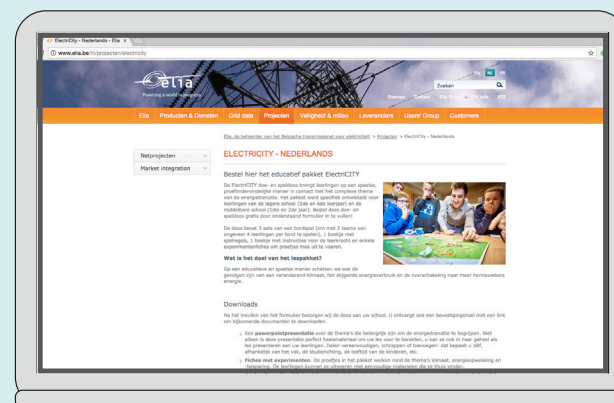 ElectriCity - Nederlands - Elia ×
www.elia.be/nl/projecten/electricity
EN NL FR
elia
Powering a world in progress
Zoeken
Elia Producten & Diensten Grid data Projecten Veiligheid & milieu Leveranciers Users' Group Customers
Elia, de beheerder van het Belgische transmissienet voor elektriciteit > Projecten > ElectriCity - Nederlands
Netprojecten
Market integration
ELECTRICITY - NEDERLANDS
Bestel hier het educatief pakket ElectriCITY
De ElectriCITY doe- en speldoos brengt leerlingen op een speelse,
proefondervindelijke manier in contact met het complexe thema
van de energietransitie. Het pakket werd specifiek ontwikkeld voor
leerlingen van de lagere school (5de en 6de leerjaar) en de
middelbare school (1ste en 2de jaar). Bestel deze doe- en
speldoos gratis door onderstaand formulier in te vullen!
De doos bevat 3 sets van een bordspel (om met 3 teams van
ongeveer 4 leerlingen per bord te spelen), 1 boekje met
spelregels, 1 boekje met instructies voor de leerkracht en enkele
experimentenfiches om proefjes mee uit te voeren.
Wat is het doel van het lespakket?
Op een educatieve en speelse manier schetsen we wat de
gevolgen zijn van een veranderend klimaat, het stijgende energieverbruik en de overschakeling naar meer hernieuwbare
energie.
Downloads
Na het invullen van het formulier bezorgen wij de doos aan uw school. U ontvangt ook een bevestigingsmail met een link
om bijkomende documenten te downloaden.
Een powerpointpresentatie over de thema's die belangrijk zijn om de energietransitie te begrijpen. Niet
alleen is deze presentatie perfect basismateriaal om uw les voor te bereiden, u kan ze ook in haar geheel als
les presenteren aan uw leerlingen. Delen vereenvoudigen, schrappen of toevoegen: dat bepaalt u zélf,
afhankelijk van het vak, de studierichting, de leeftijd van de kinderen, etc.
Fiches met experimenten. De proefjes in het pakket werken rond de thema's klimaat, energieopwekking en
-besparing. De leerlingen kunnen ze uitvoeren met eenvoudige materialen die ze thuis vinden.